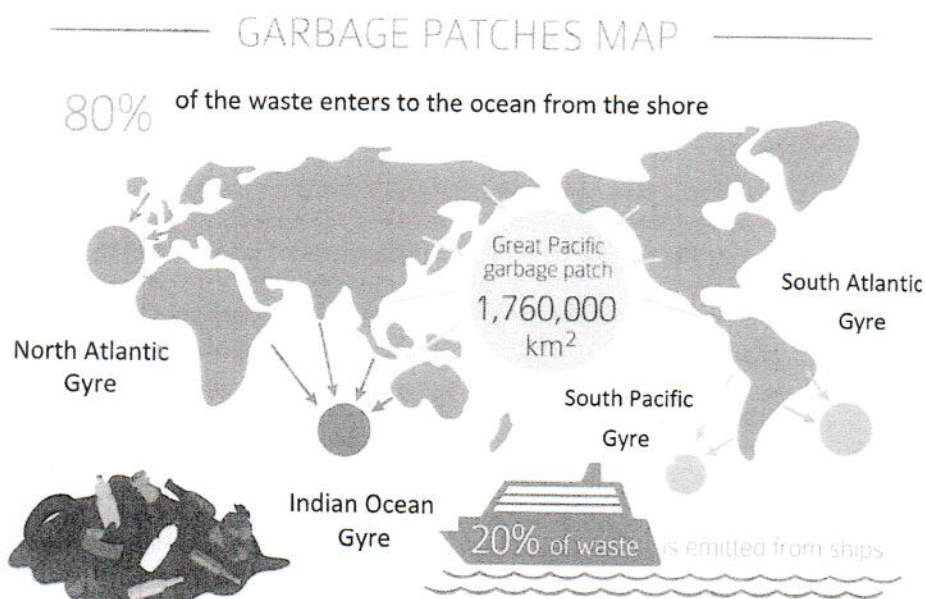 GARBAGE PATCHES MAP
80% of the waste enters to the ocean from the shore
Great Pacific
garbage patch
1,760,000
km²
South Atlantic
Gyre
North Atlantic
Gyre
South Pacific
Gyre
Indian Ocean
Gyre
20% of waste is emitted from ships